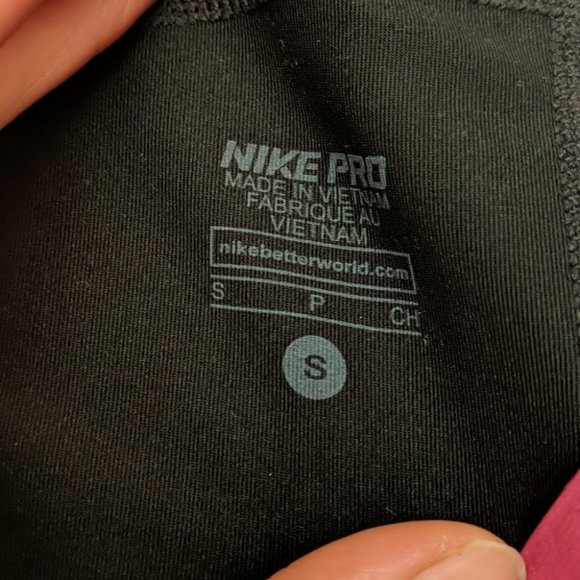 NIKE PRO
MADE IN VIETNAM
FABRIQUE AU
VIETNAM
nikebetterworld.com
S P CH
S